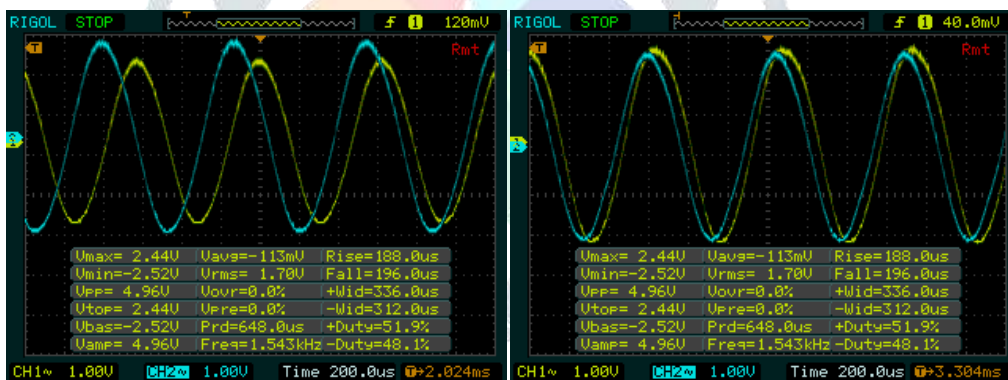 RIGOL STOP 1 120mV
T Rmt
Vmax= 2.44V Vavg=-113mV Rise=188.0us
Vmin=-2.52V Vrms= 1.70V Fall=196.0us
Vpp= 4.96V Vovr=0.0% +Wid=336.0us
Vtop= 2.44V Vpre=0.0% -Wid=312.0us
Vbas=-2.52V Prd=648.0us +Duty=51.9%
Vamp= 4.96V Freq=1.543kHz -Duty=48.1%
CH1~ 1.00V CH2~ 1.00V Time 200.0us T→2.024ms
RIGOL STOP 1 40.0mV
T Rmt
Vmax= 2.44V Vavg=-113mV Rise=188.0us
Vmin=-2.52V Vrms= 1.70V Fall=196.0us
Vpp= 4.96V Vovr=0.0% +Wid=336.0us
Vtop= 2.44V Vpre=0.0% -Wid=312.0us
Vbas=-2.52V Prd=648.0us +Duty=51.9%
Vamp= 4.96V Freq=1.543kHz -Duty=48.1%
CH1~ 1.00V CH2~ 1.00V Time 200.0us T→3.304ms